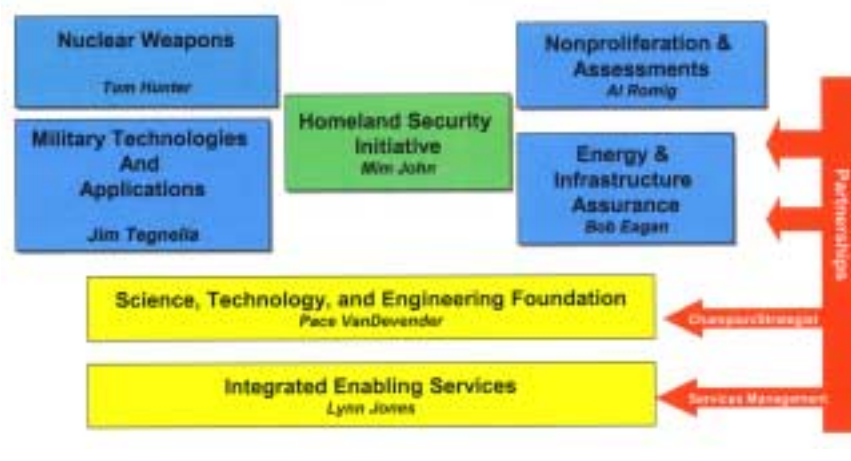 Nuclear Weapons
Tom Hunter
Military Technologies
And
Applications
Jim Tegnelia
Homeland Security
Initiative
Mim John
Nonproliferation &
Assessments
Al Romig
Energy &
Infrastructure
Assurance
Bob Eagan
Science, Technology, and Engineering Foundation
Pace VanDevender
Integrated Enabling Services
Lynn Jones
Partnerships
Champion/Strategist
Services Management